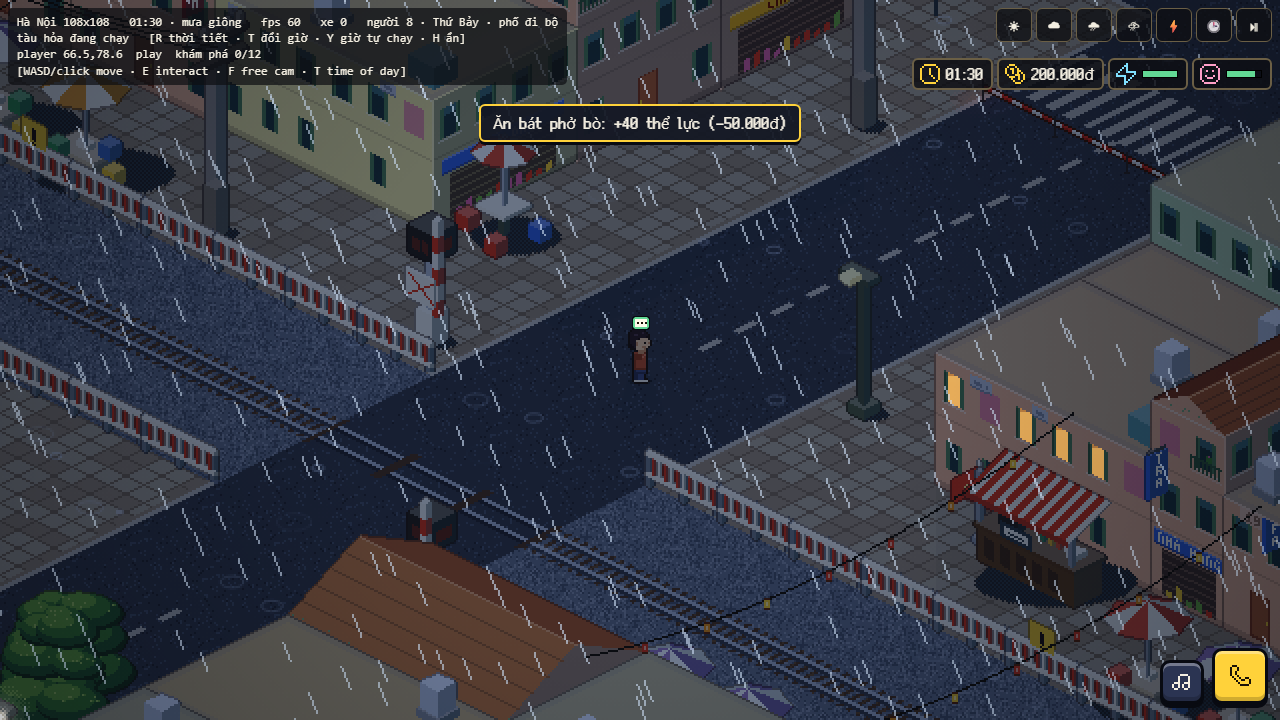 Hà Nội 108x108   01:30 · mưa giông   fps 60   xe 0   người 8 · Thứ Bảy · phố đi bộ
tàu hỏa đang chạy   [R thời tiết · T đổi giờ · Y giờ tự chạy · H ẩn]
player 66.5,78.6  play  khám phá 0/12
[WASD/click move · E interact · F free cam · T time of day]
01:30
200.000đ
Ăn bát phở bò: +40 thể lực (-50.000đ)
TRÀ